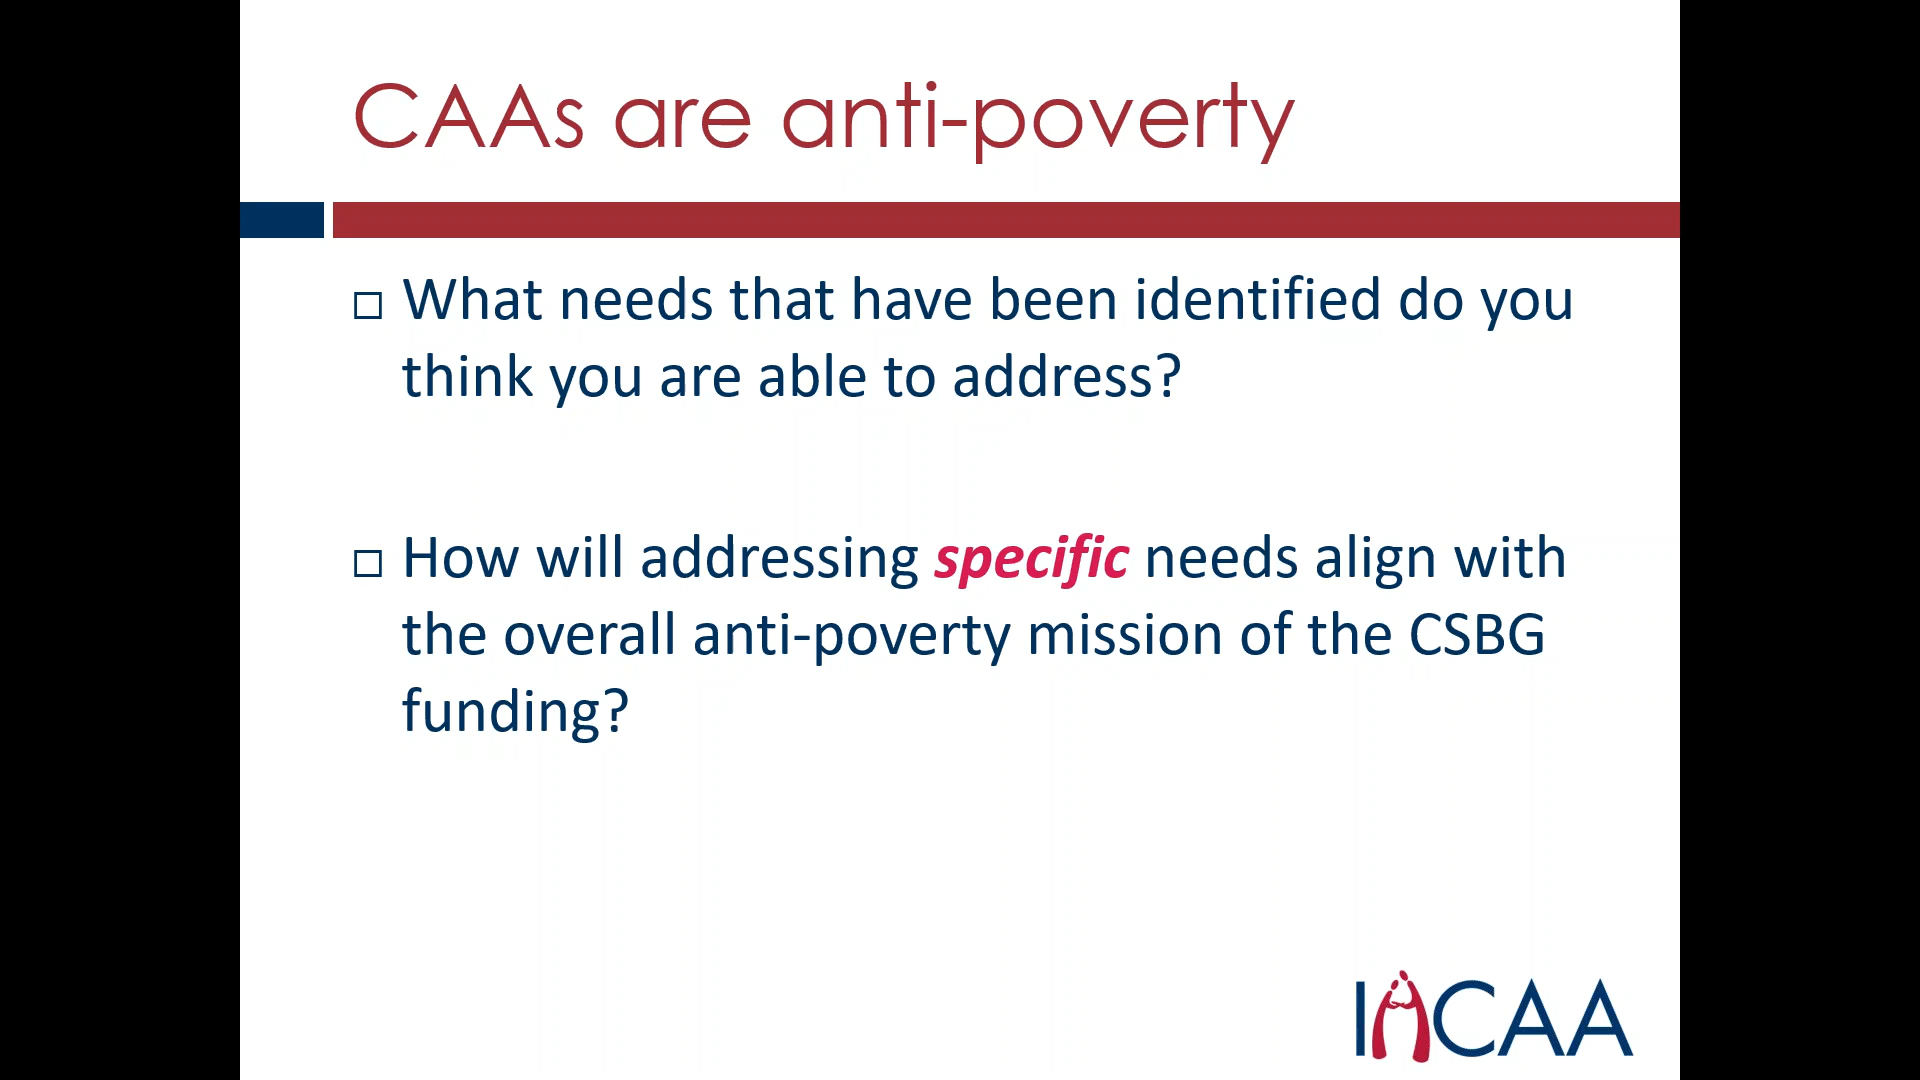 CAAs are anti-poverty
What needs that have been identified do you
think you are able to address?
How will addressing specific needs align with
the overall anti-poverty mission of the CSBG
funding?
IACAA